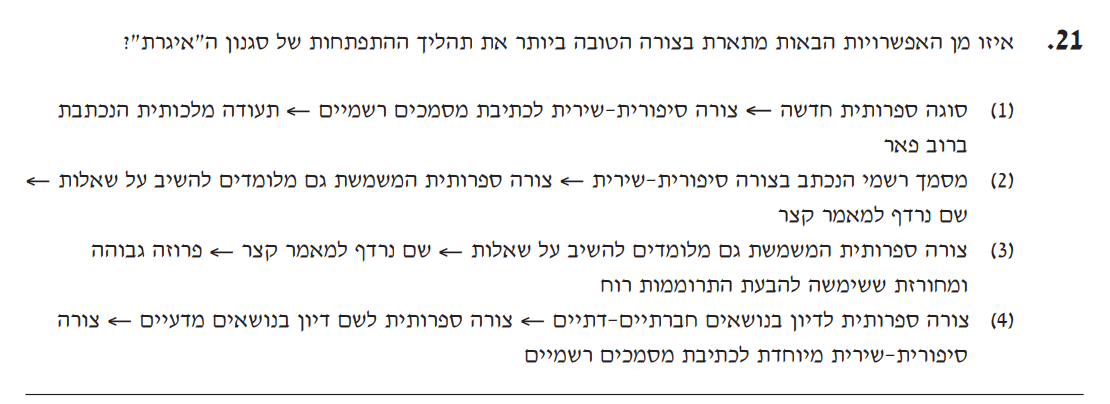 21. איזו מן האפשרויות הבאות מתארת בצורה הטובה ביותר את תהליך ההתפתחות של סגנון ה"איגרת"?
(1) סוגה ספרותית חדשה ← צורה סיפורית-שירית לכתיבת מסמכים רשמיים ← תעודה מלכותית הנכתבת
ברוב פאר
(2) מסמך רשמי הנכתב בצורה סיפורית-שירית ← צורה ספרותית המשמשת גם מלומדים להשיב על שאלות ←
שם נרדף למאמר קצר
(3) צורה ספרותית המשמשת גם מלומדים להשיב על שאלות ← שם נרדף למאמר קצר ← פרוזה גבוהה
ומחורזת ששימשה להבעת התרוממות רוח
(4) צורה ספרותית לדיון בנושאים חברתיים-דתיים ← צורה ספרותית לשם דיון בנושאים מדעיים ← צורה
סיפורית-שירית מיוחדת לכתיבת מסמכים רשמיים